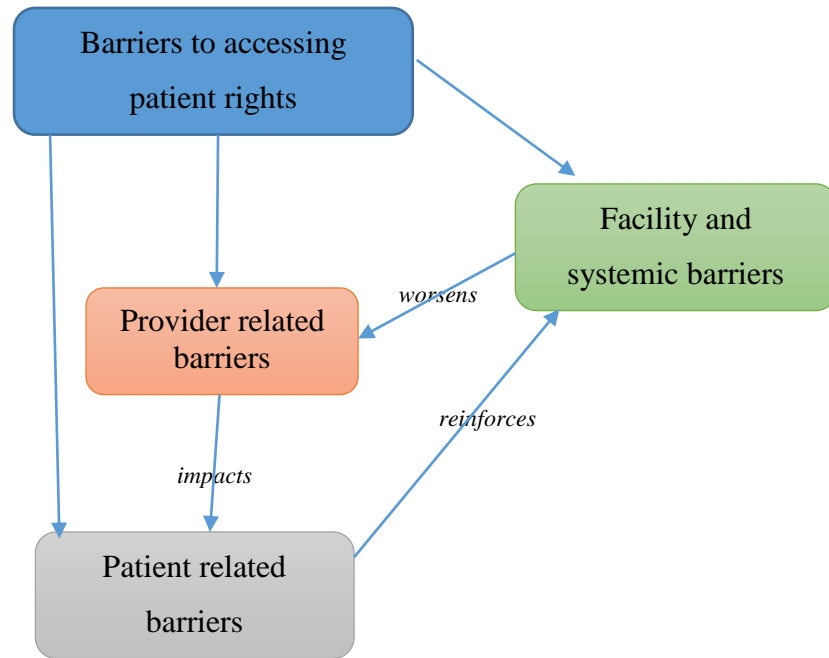 Barriers to accessing
patient rights
Facility and
systemic barriers
worsens
Provider related
barriers
reinforces
impacts
Patient related
barriers